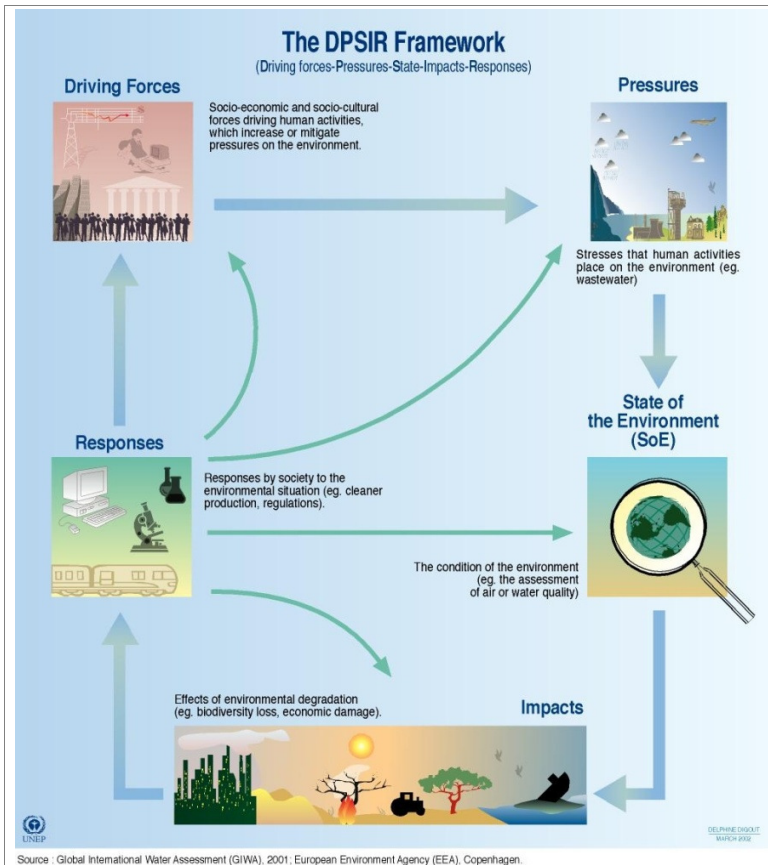 The DPSIR Framework
(Driving forces-Pressures-State-Impacts-Responses)
Driving Forces
Socio-economic and socio-cultural
forces driving human activities,
which increase or mitigate
pressures on the environment.
Pressures
Stresses that human activities
place on the environment (eg.
wastewater)
State of
the Environment
(SoE)
Responses
Responses by society to the
environmental situation (eg. cleaner
production, regulations).
The condition of the environment
(eg. the assessment
of air or water quality)
Effects of environmental degradation
(eg. biodiversity loss, economic damage).
Impacts
UNEP
DELPHINE DIGOUT
MARCH 2002
Source : Global International Water Assessment (GIWA), 2001; European Environment Agency (EEA), Copenhagen.